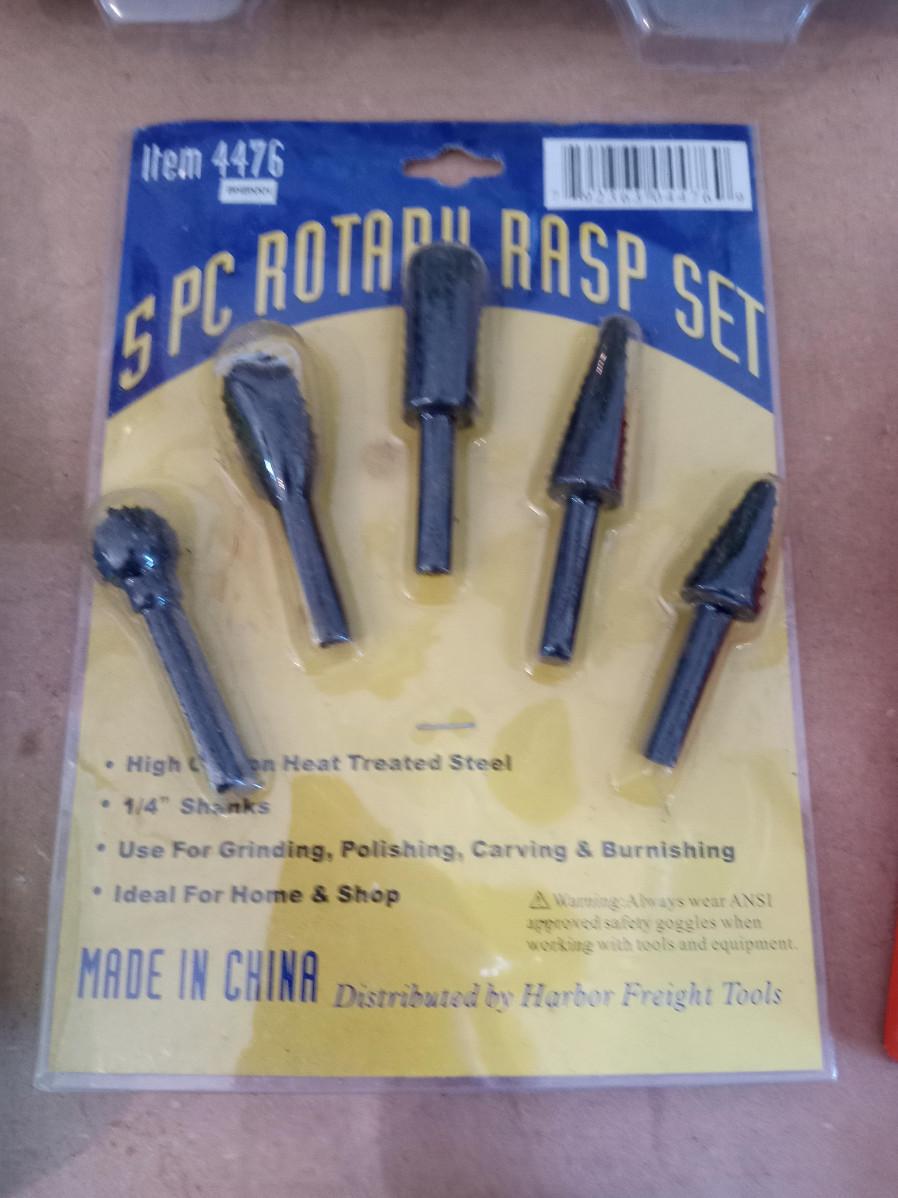 Item 4476
5 PC ROTARY RASP SET
• High Carbon Heat Treated Steel
• 1/4" Shanks
• Use For Grinding, Polishing, Carving & Burnishing
• Ideal For Home & Shop
⚠Warning:Always wear ANSI
approved safety goggles when
working with tools and equipment.
MADE IN CHINA
Distributed by Harbor Freight Tools